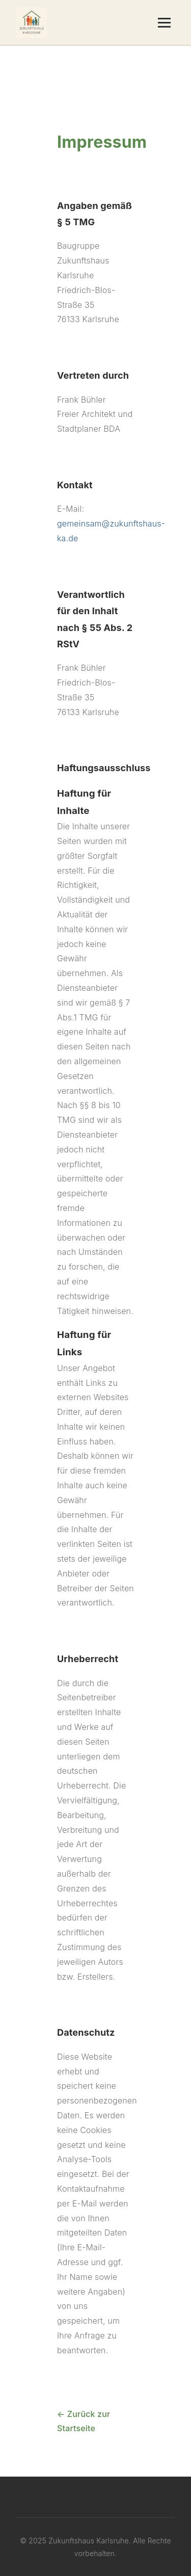 ZUKUNFTSHAUS
KARLSRUHE
Impressum
Angaben gemäß
§ 5 TMG
Baugruppe
Zukunftshaus
Karlsruhe
Friedrich-Blos-
Straße 35
76133 Karlsruhe
Vertreten durch
Frank Bühler
Freier Architekt und
Stadtplaner BDA
Kontakt
E-Mail:
gemeinsam@zukunftshaus-
ka.de
Verantwortlich
für den Inhalt
nach § 55 Abs. 2
RStV
Frank Bühler
Friedrich-Blos-
Straße 35
76133 Karlsruhe
Haftungsausschluss
Haftung für
Inhalte
Die Inhalte unserer
Seiten wurden mit
größter Sorgfalt
erstellt. Für die
Richtigkeit,
Vollständigkeit und
Aktualität der
Inhalte können wir
jedoch keine
Gewähr
übernehmen. Als
Diensteanbieter
sind wir gemäß § 7
Abs.1 TMG für
eigene Inhalte auf
diesen Seiten nach
den allgemeinen
Gesetzen
verantwortlich.
Nach §§ 8 bis 10
TMG sind wir als
Diensteanbieter
jedoch nicht
verpflichtet,
übermittelte oder
gespeicherte
fremde
Informationen zu
überwachen oder
nach Umständen
zu forschen, die
auf eine
rechtswidrige
Tätigkeit hinweisen.
Haftung für
Links
Unser Angebot
enthält Links zu
externen Websites
Dritter, auf deren
Inhalte wir keinen
Einfluss haben.
Deshalb können wir
für diese fremden
Inhalte auch keine
Gewähr
übernehmen. Für
die Inhalte der
verlinkten Seiten ist
stets der jeweilige
Anbieter oder
Betreiber der Seiten
verantwortlich.
Urheberrecht
Die durch die
Seitenbetreiber
erstellten Inhalte
und Werke auf
diesen Seiten
unterliegen dem
deutschen
Urheberrecht. Die
Vervielfältigung,
Bearbeitung,
Verbreitung und
jede Art der
Verwertung
außerhalb der
Grenzen des
Urheberrechtes
bedürfen der
schriftlichen
Zustimmung des
jeweiligen Autors
bzw. Erstellers.
Datenschutz
Diese Website
erhebt und
speichert keine
personenbezogenen
Daten. Es werden
keine Cookies
gesetzt und keine
Analyse-Tools
eingesetzt. Bei der
Kontaktaufnahme
per E-Mail werden
die von Ihnen
mitgeteilten Daten
(Ihre E-Mail-
Adresse und ggf.
Ihr Name sowie
weitere Angaben)
von uns
gespeichert, um
Ihre Anfrage zu
beantworten.
← Zurück zur
Startseite
© 2025 Zukunftshaus Karlsruhe. Alle Rechte
vorbehalten.